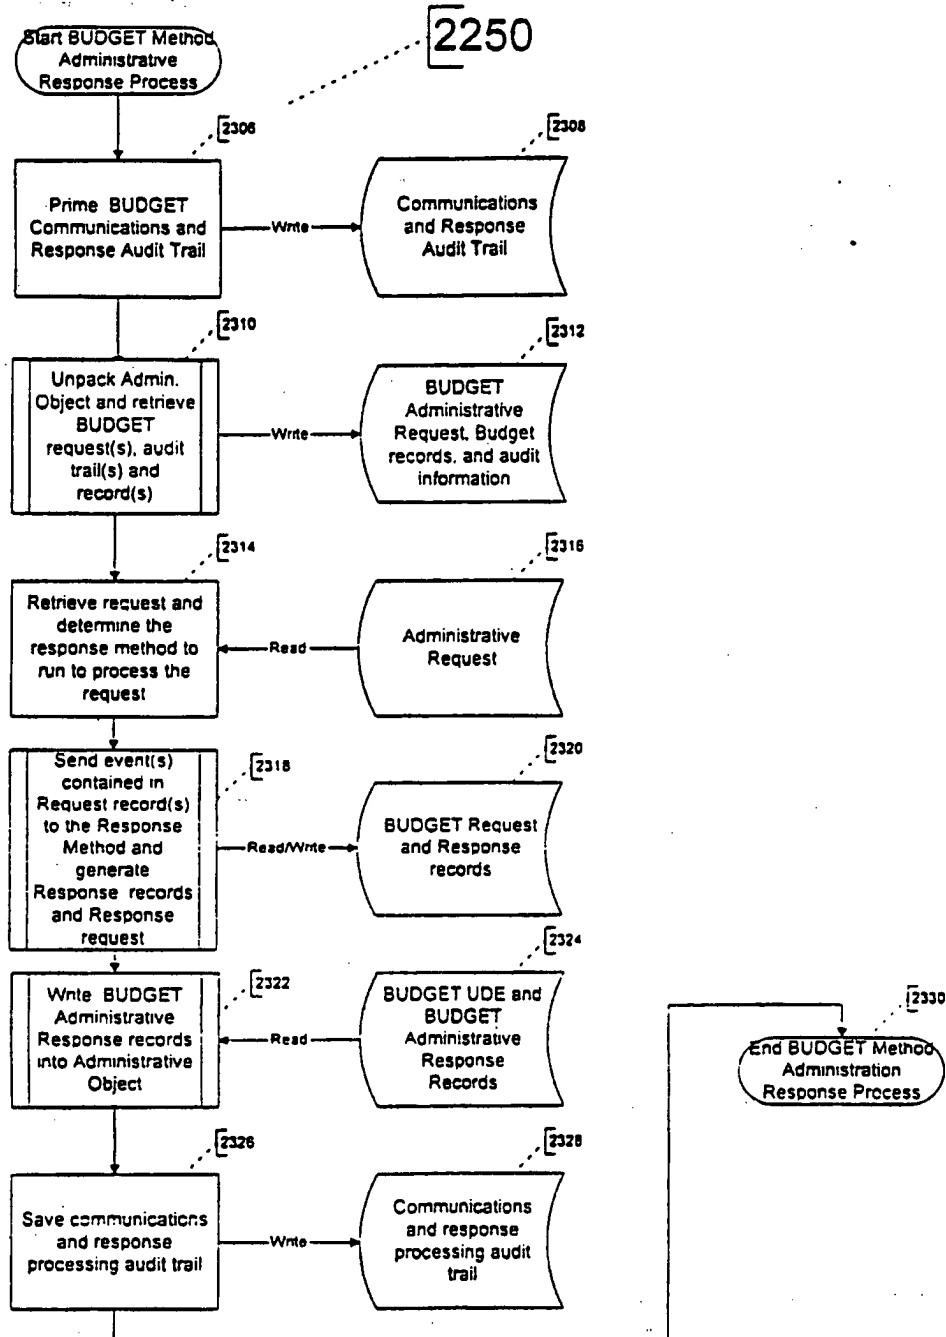 2250
Start BUDGET Method
Administrative
Response Process
2306
Prime BUDGET
Communications and
Response Audit Trail
Write
2308
Communications
and Response
Audit Trail
2310
Unpack Admin.
Object and retrieve
BUDGET
request(s), audit
trail(s) and
record(s)
Write
2312
BUDGET
Administrative
Request, Budget
records, and audit
information
2314
Retrieve request and
determine the
response method to
run to process the
request
Read
2316
Administrative
Request
2318
Send event(s)
contained in
Request record(s)
to the Response
Method and
generate
Response records
and Response
request
Read/Write
2320
BUDGET Request
and Response
records
2322
Write BUDGET
Administrative
Response records
into Administrative
Object
Read
2324
BUDGET UDE and
BUDGET
Administrative
Response
Records
2326
Save communications
and response
processing audit trail
Write
2328
Communications
and response
processing audit
trail
2330
End BUDGET Method
Administration
Response Process